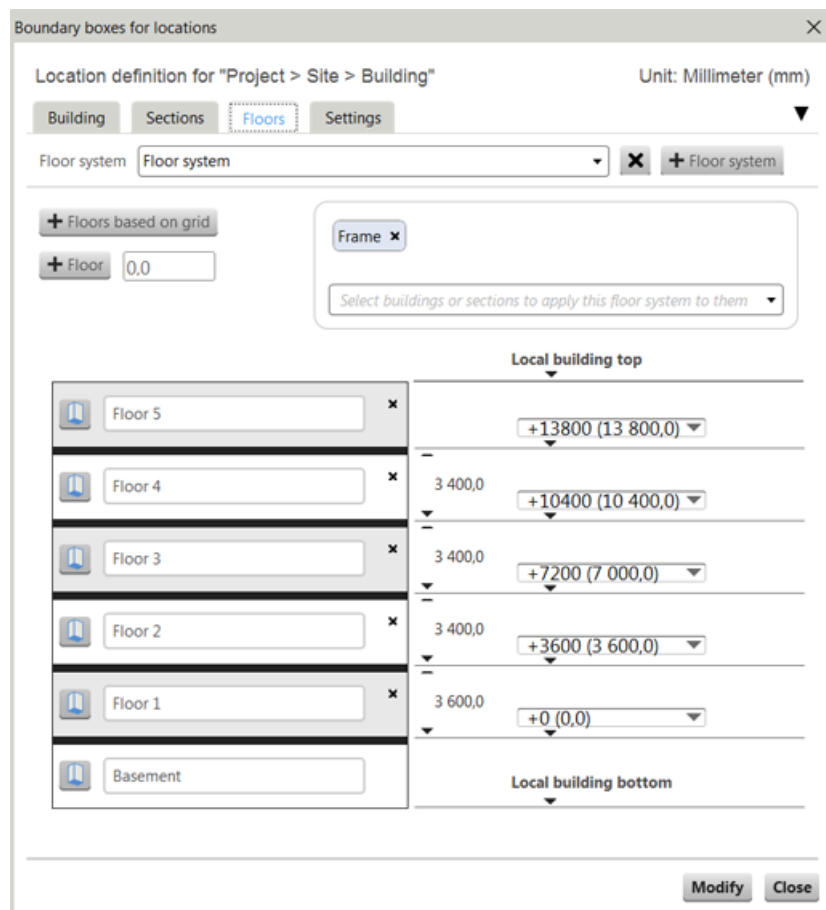 Boundary boxes for locations
Location definition for "Project > Site > Building" Unit: Millimeter (mm)
Building Sections Floors Settings
Floor system Floor system + Floor system
+ Floors based on grid
Frame
+ Floor 0,0
Select buildings or sections to apply this floor system to them
Local building top
Floor 5
+13800 (13 800,0)
Floor 4 3 400,0
+10400 (10 400,0)
Floor 3 3 400,0
+7200 (7 000,0)
Floor 2 3 400,0
+3600 (3 600,0)
Floor 1 3 600,0
+0 (0,0)
Basement Local building bottom
Modify Close